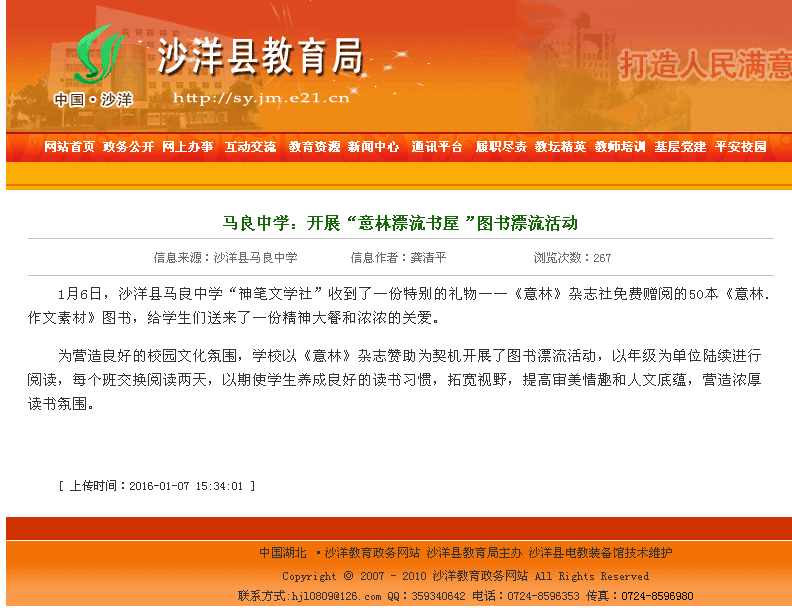 沙洋县教育局
中国·沙洋
http://sy.jm.e21.cn
打造人民满意
网站首页 政务公开 网上办事 互动交流 教育资源 新闻中心 通讯平台 履职尽责 教坛精英 教师培训 基层党建 平安校园
马良中学：开展“意林漂流书屋 ”图书漂流活动
信息来源：沙洋县马良中学 信息作者：龚清平 浏览次数：267
1月6日，沙洋县马良中学“神笔文学社”收到了一份特别的礼物——《意林》杂志社免费赠阅的50本《意林.
作文素材》图书，给学生们送来了一份精神大餐和浓浓的关爱。
为营造良好的校园文化氛围，学校以《意林》杂志赞助为契机开展了图书漂流活动，以年级为单位陆续进行
阅读，每个班交换阅读两天，以期使学生养成良好的读书习惯，拓宽视野，提高审美情趣和人文底蕴，营造浓厚
读书氛围。
[ 上传时间：2016-01-07 15:34:01 ]
中国湖北 ·沙洋教育政务网站 沙洋县教育局主办 沙洋县电教装备馆技术维护
Copyright © 2007 - 2010 沙洋教育政务网站 All Rights Reserved
联系方式:hjl0809@126.com QQ：359340642 电话：0724-8596353 传真：0724-8596980